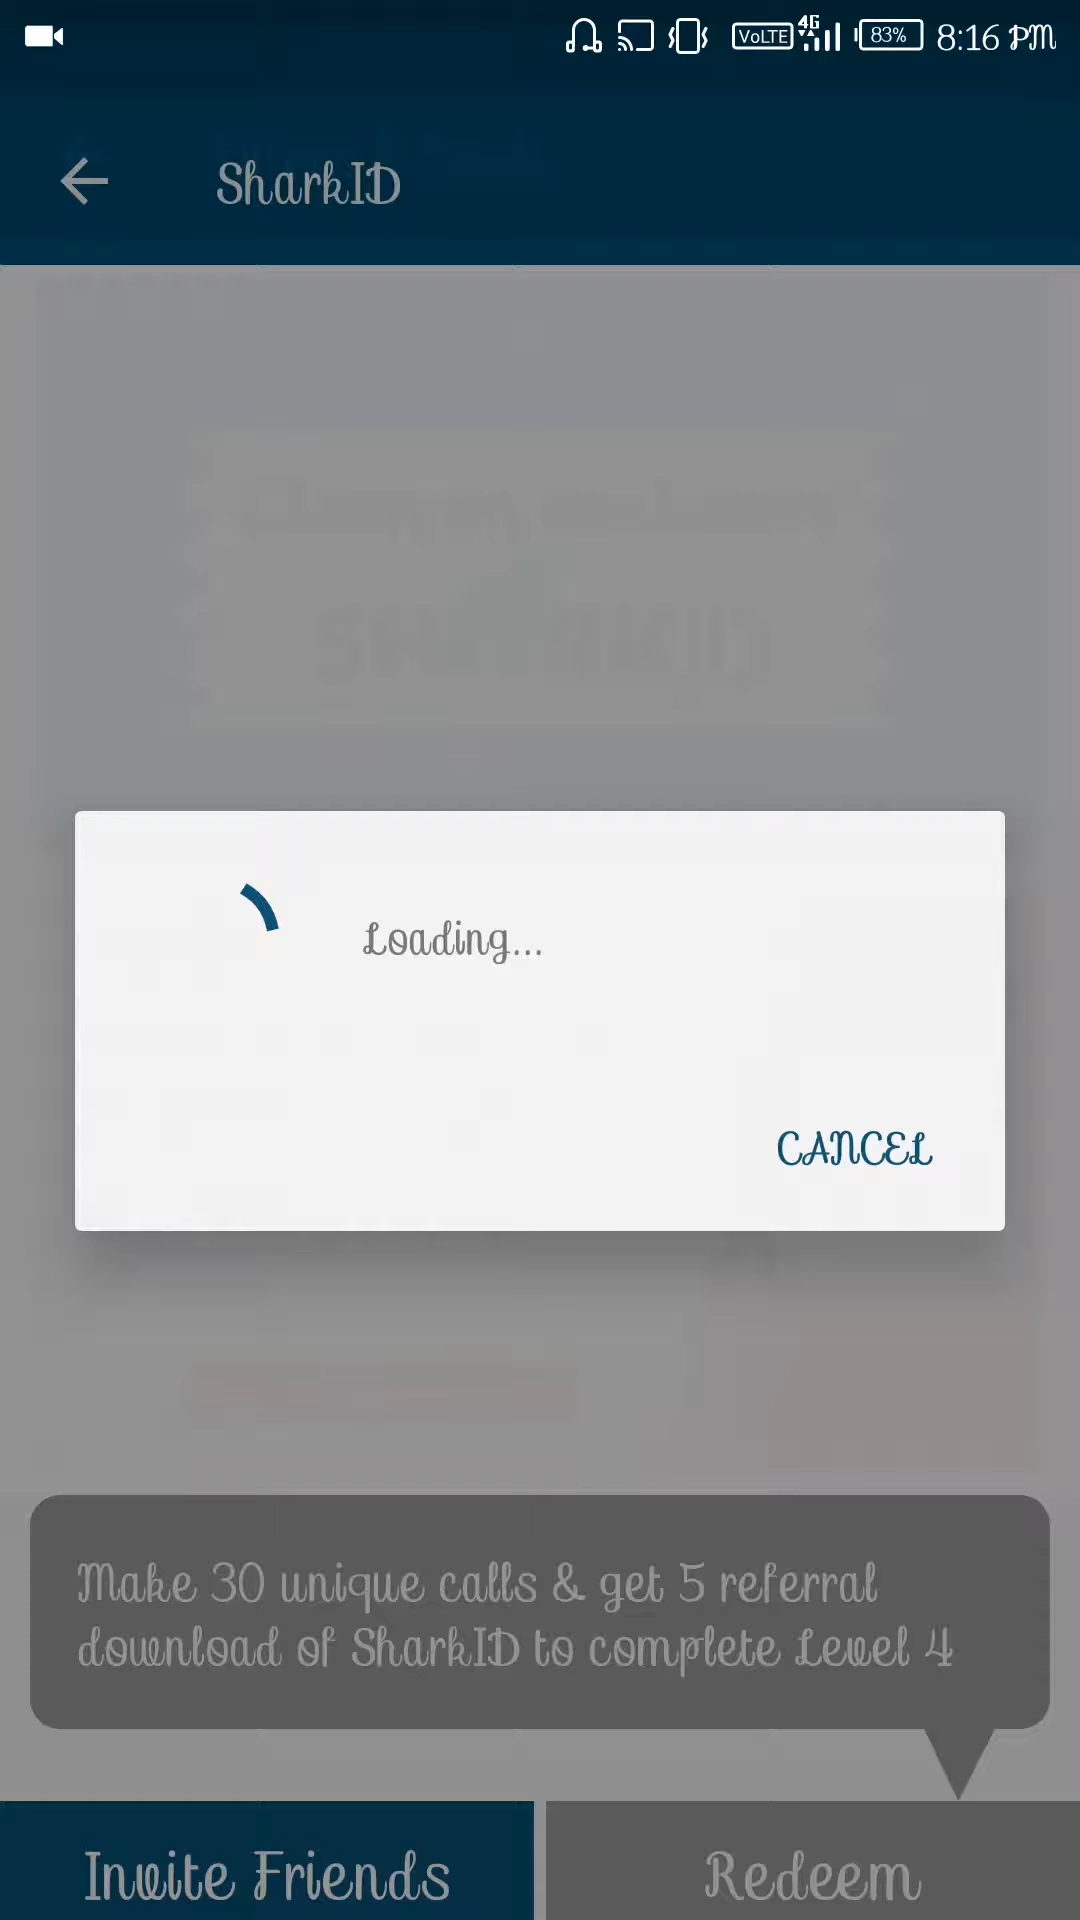 VoLTE 4G 83% 8:16 PM
SharkID
Loading...
CANCEL
Make 30 unique calls & get 5 referral
download of SharkID to complete Level 4
Invite Friends
Redeem